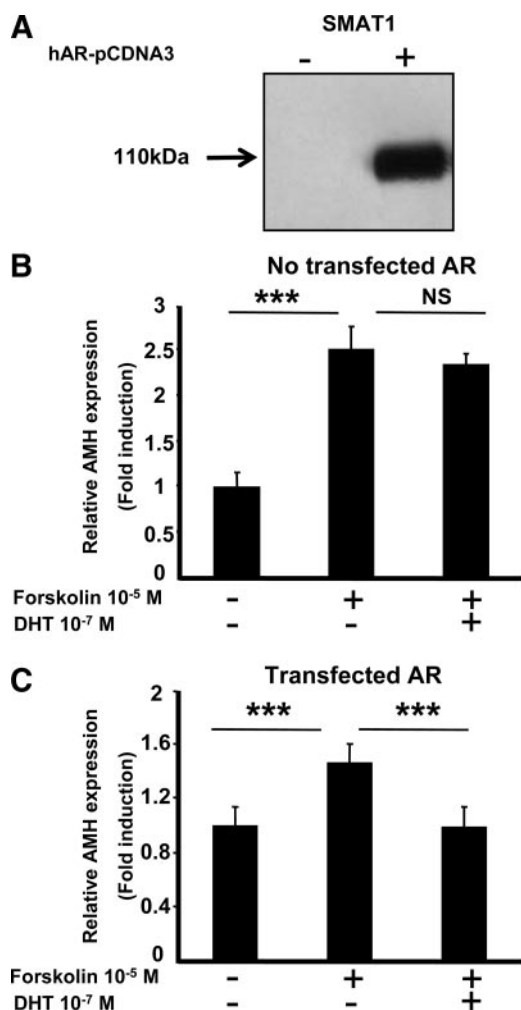 A
SMAT1
hAR-pCDNA3 - +
110kDa
B
No transfected AR
*** NS
3
2.5
2
1.5
1
0.5
0
Relative AMH expression
(Fold induction)
Forskolin 10⁻⁵ M - + +
DHT 10⁻⁷ M - - +
C
Transfected AR
*** ***
2
1.6
1.2
0.8
0.4
0
Relative AMH expression
(Fold induction)
Forskolin 10⁻⁵ M - + +
DHT 10⁻⁷ M - - +